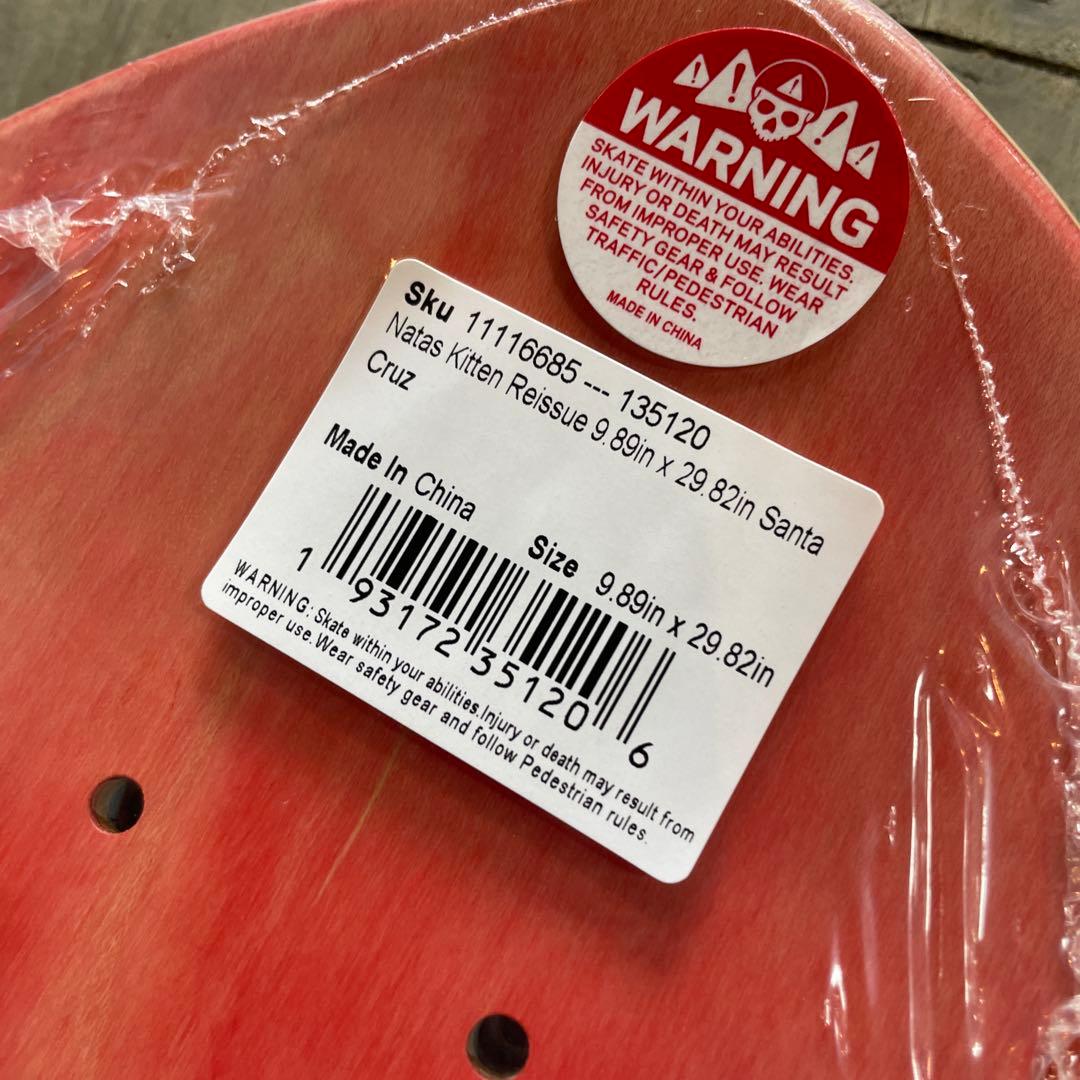 WARNING
SKATE WITHIN YOUR ABILITIES.
INJURY OR DEATH MAY RESULT
FROM IMPROPER USE. WEAR
SAFETY GEAR & FOLLOW
TRAFFIC/PEDESTRIAN
RULES.
MADE IN CHINA
Sku 11116685 --- 135120
Natas Kitten Reissue 9.89in x 29.82in Santa
Cruz
Made In China
Size 9.89in x 29.82in
1 93172 35120 6
WARNING: Skate within your abilities.Injury or death may result from
improper use.Wear safety gear and follow Pedestrian rules.